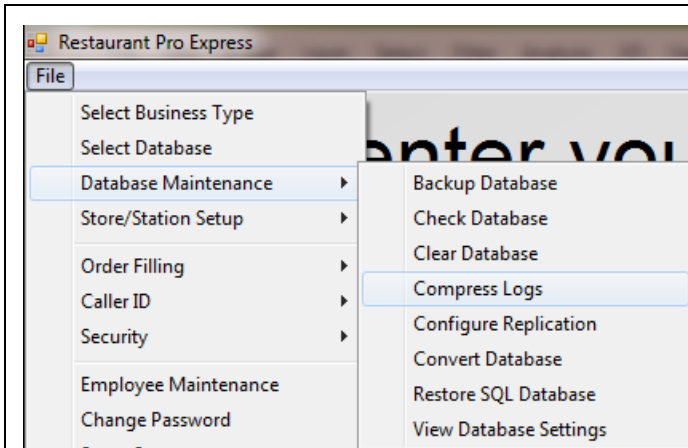 Restaurant Pro Express
File
Select Business Type
Select Database
enter you
Database Maintenance
Store/Station Setup
Order Filling
Caller ID
Security
Employee Maintenance
Change Password
Backup Database
Check Database
Clear Database
Compress Logs
Configure Replication
Convert Database
Restore SQL Database
View Database Settings